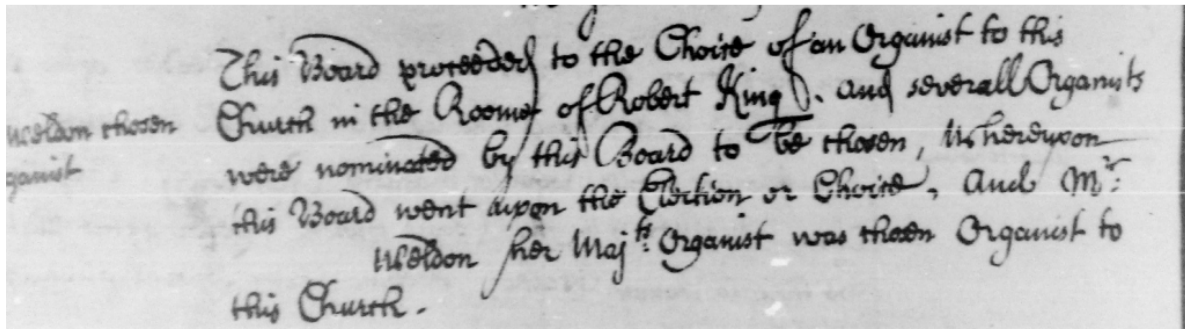 This Board proceeded to the Choice of an Organist to this
Weldon chosen Church in the Roome of Robert King. and severall Organists
ganist were nominated by this Board to be chosen, Whereupon
this Board went upon the Election or Choice, And Mr:
Weldon her Majts Organist was chosen Organist to
this Church.